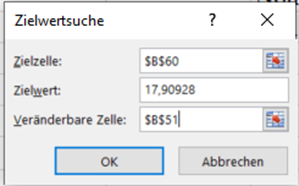 Zielwertsuche ? ×
Zielzelle: $B$60
Zielwert: 17,90928
Veränderbare Zelle: $B$51
OK Abbrechen